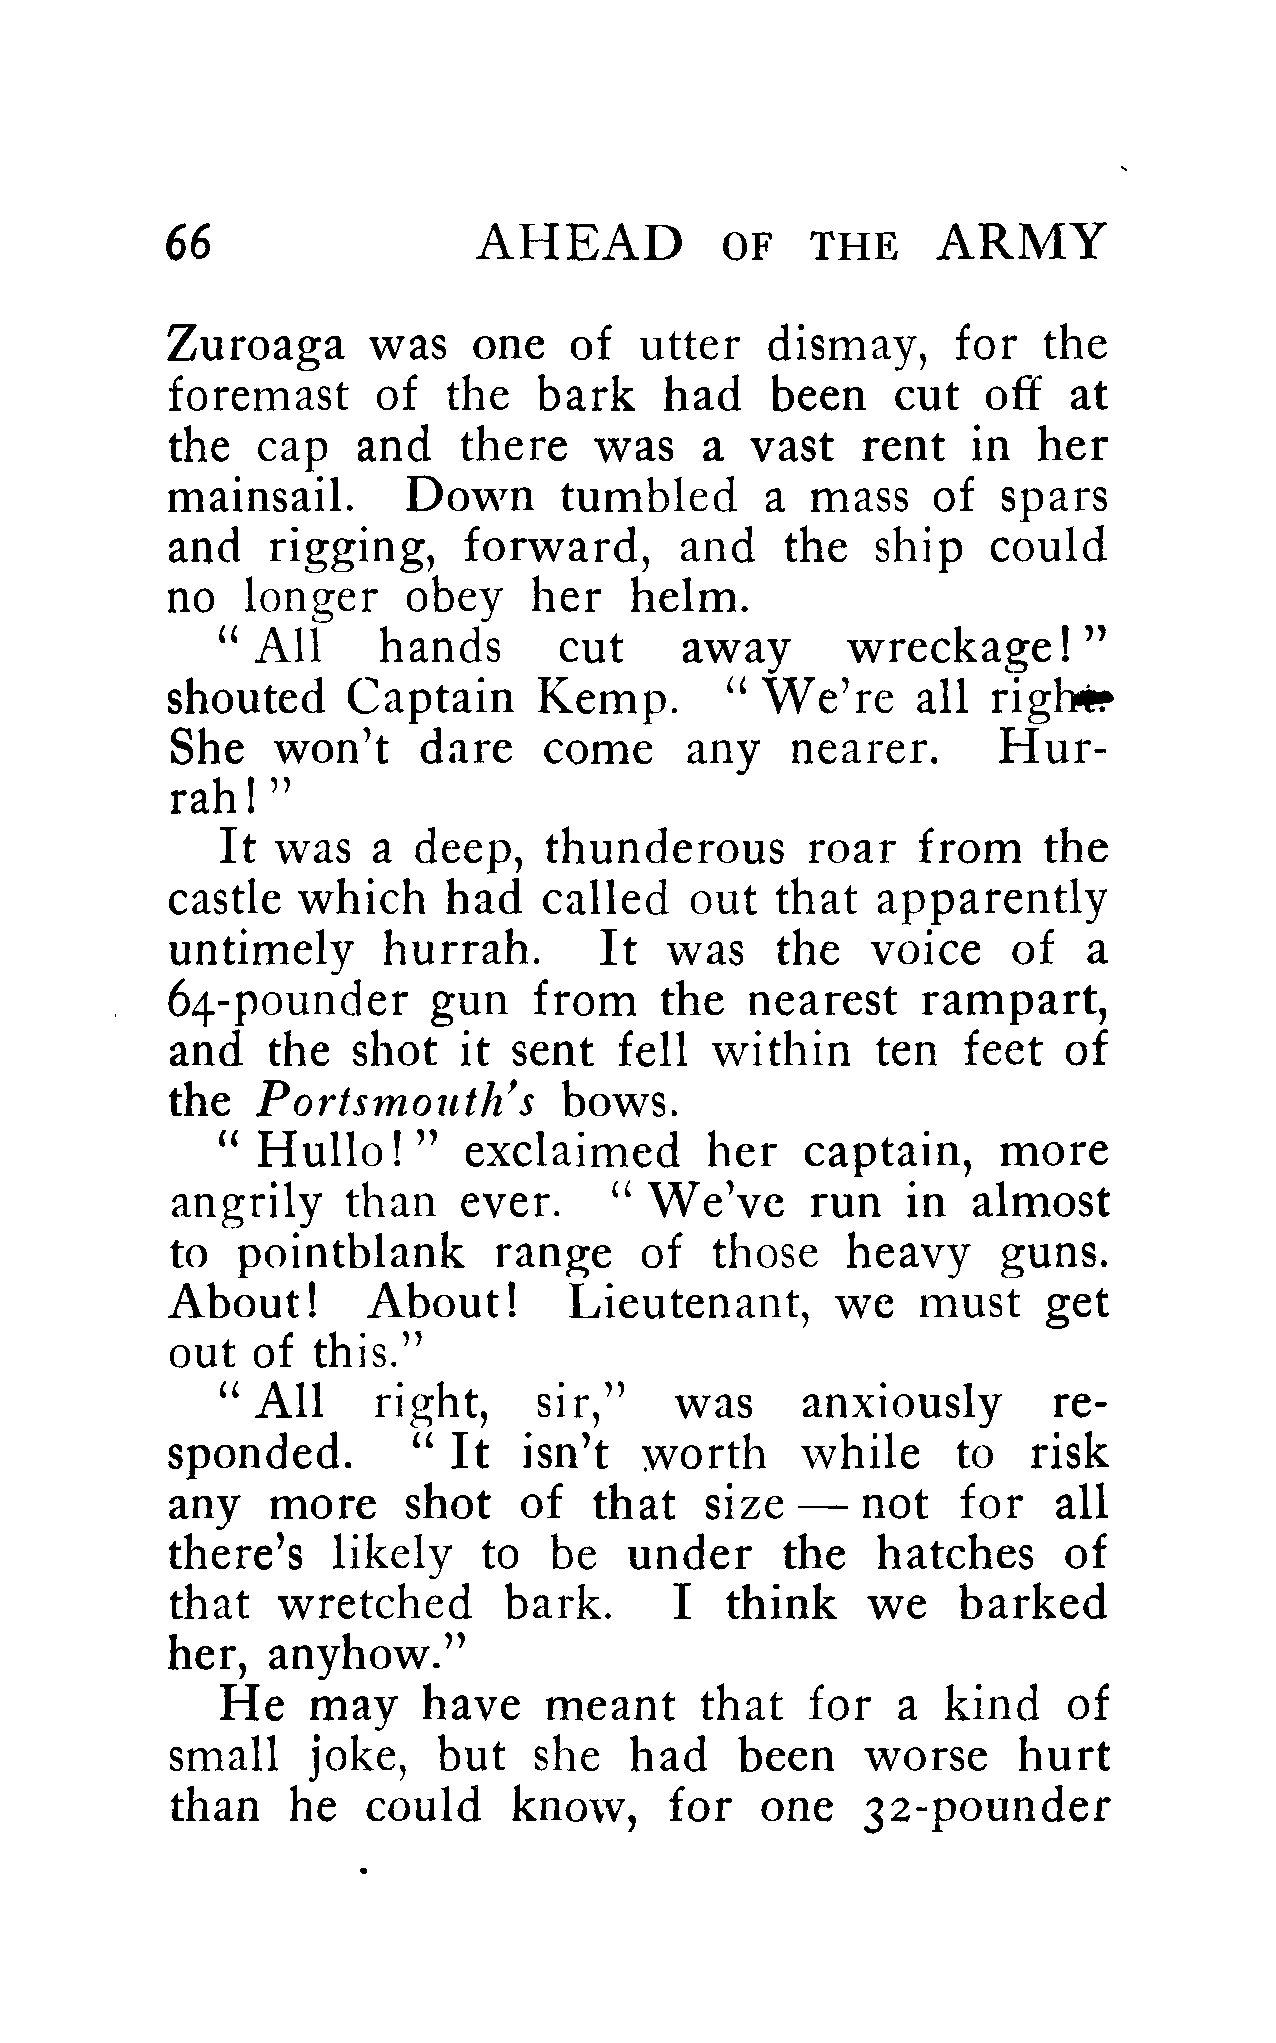 66 AHEAD OF THE ARMY
Zuroaga was one of utter dismay, for the
foremast of the bark had been cut off at
the cap and there was a vast rent in her
mainsail. Down tumbled a mass of spars
and rigging, forward, and the ship could
no longer obey her helm.
“ All hands cut away wreckage! ”
shouted Captain Kemp. “ We’re all
She won’t dare come any nearer. Hur-
rah! ”
It was a deep, thunderous roar from the
castle which had called out that apparently
untimely hurrah. It was the voice of a
64-pounder gun from the nearest rampart,
and the shot it sent fell within ten feet of
the Portsmouth’s bows.
“ Hullo! ” exclaimed her captain, more
angrily than ever. “ We’ve run in almost
to pointblank range of those heavy guns.
About! About! Lieutenant, we must get
out of this.”
“ All right, sir,” was anxiously re-
sponded. “ It isn’t worth while to risk
any more shot of that size — not for all
there’s likely to be under the hatches of
that wretched bark. I think we barked
her, anyhow.”
He may have meant that for a kind of
small joke, but she had been worse hurt
than he could know, for one 32-pounder